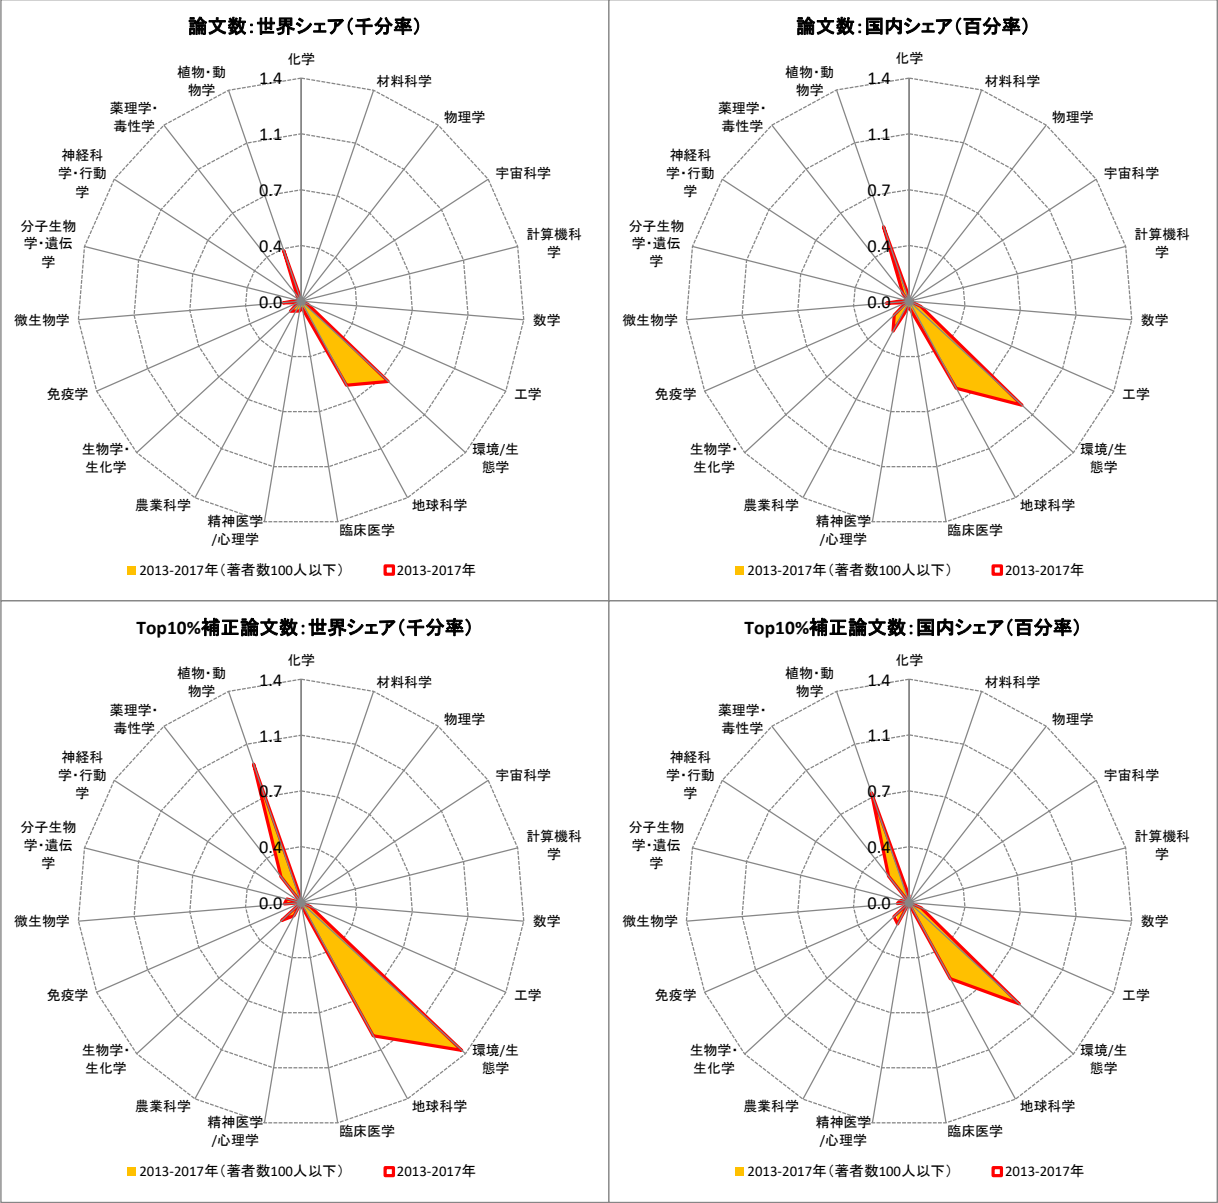 論文数：世界シェア（千分率）
化学
材料科学
物理学
宇宙科学
計算機科
学
数学
工学
環境/生
態学
地球科学
臨床医学
精神医学
/心理学
農業科学
生物学・
生化学
免疫学
微生物学
分子生物
学・遺伝
学
神経科
学・行動
学
薬理学・
毒性学
植物・動
物学
1.4
1.1
0.7
0.4
0.0
2013-2017年（著者数100人以下）
2013-2017年
論文数：国内シェア（百分率）
化学
材料科学
物理学
宇宙科学
計算機科
学
数学
工学
環境/生
態学
地球科学
臨床医学
精神医学
/心理学
農業科学
生物学・
生化学
免疫学
微生物学
分子生物
学・遺伝
学
神経科
学・行動
学
薬理学・
毒性学
植物・動
物学
1.4
1.1
0.7
0.4
0.0
2013-2017年（著者数100人以下）
2013-2017年
Top10%補正論文数：世界シェア（千分率）
化学
材料科学
物理学
宇宙科学
計算機科
学
数学
工学
環境/生
態学
地球科学
臨床医学
精神医学
/心理学
農業科学
生物学・
生化学
免疫学
微生物学
分子生物
学・遺伝
学
神経科
学・行動
学
薬理学・
毒性学
植物・動
物学
1.4
1.1
0.7
0.4
0.0
2013-2017年（著者数100人以下）
2013-2017年
Top10%補正論文数：国内シェア（百分率）
化学
材料科学
物理学
宇宙科学
計算機科
学
数学
工学
環境/生
態学
地球科学
臨床医学
精神医学
/心理学
農業科学
生物学・
生化学
免疫学
微生物学
分子生物
学・遺伝
学
神経科
学・行動
学
薬理学・
毒性学
植物・動
物学
1.4
1.1
0.7
0.4
0.0
2013-2017年（著者数100人以下）
2013-2017年